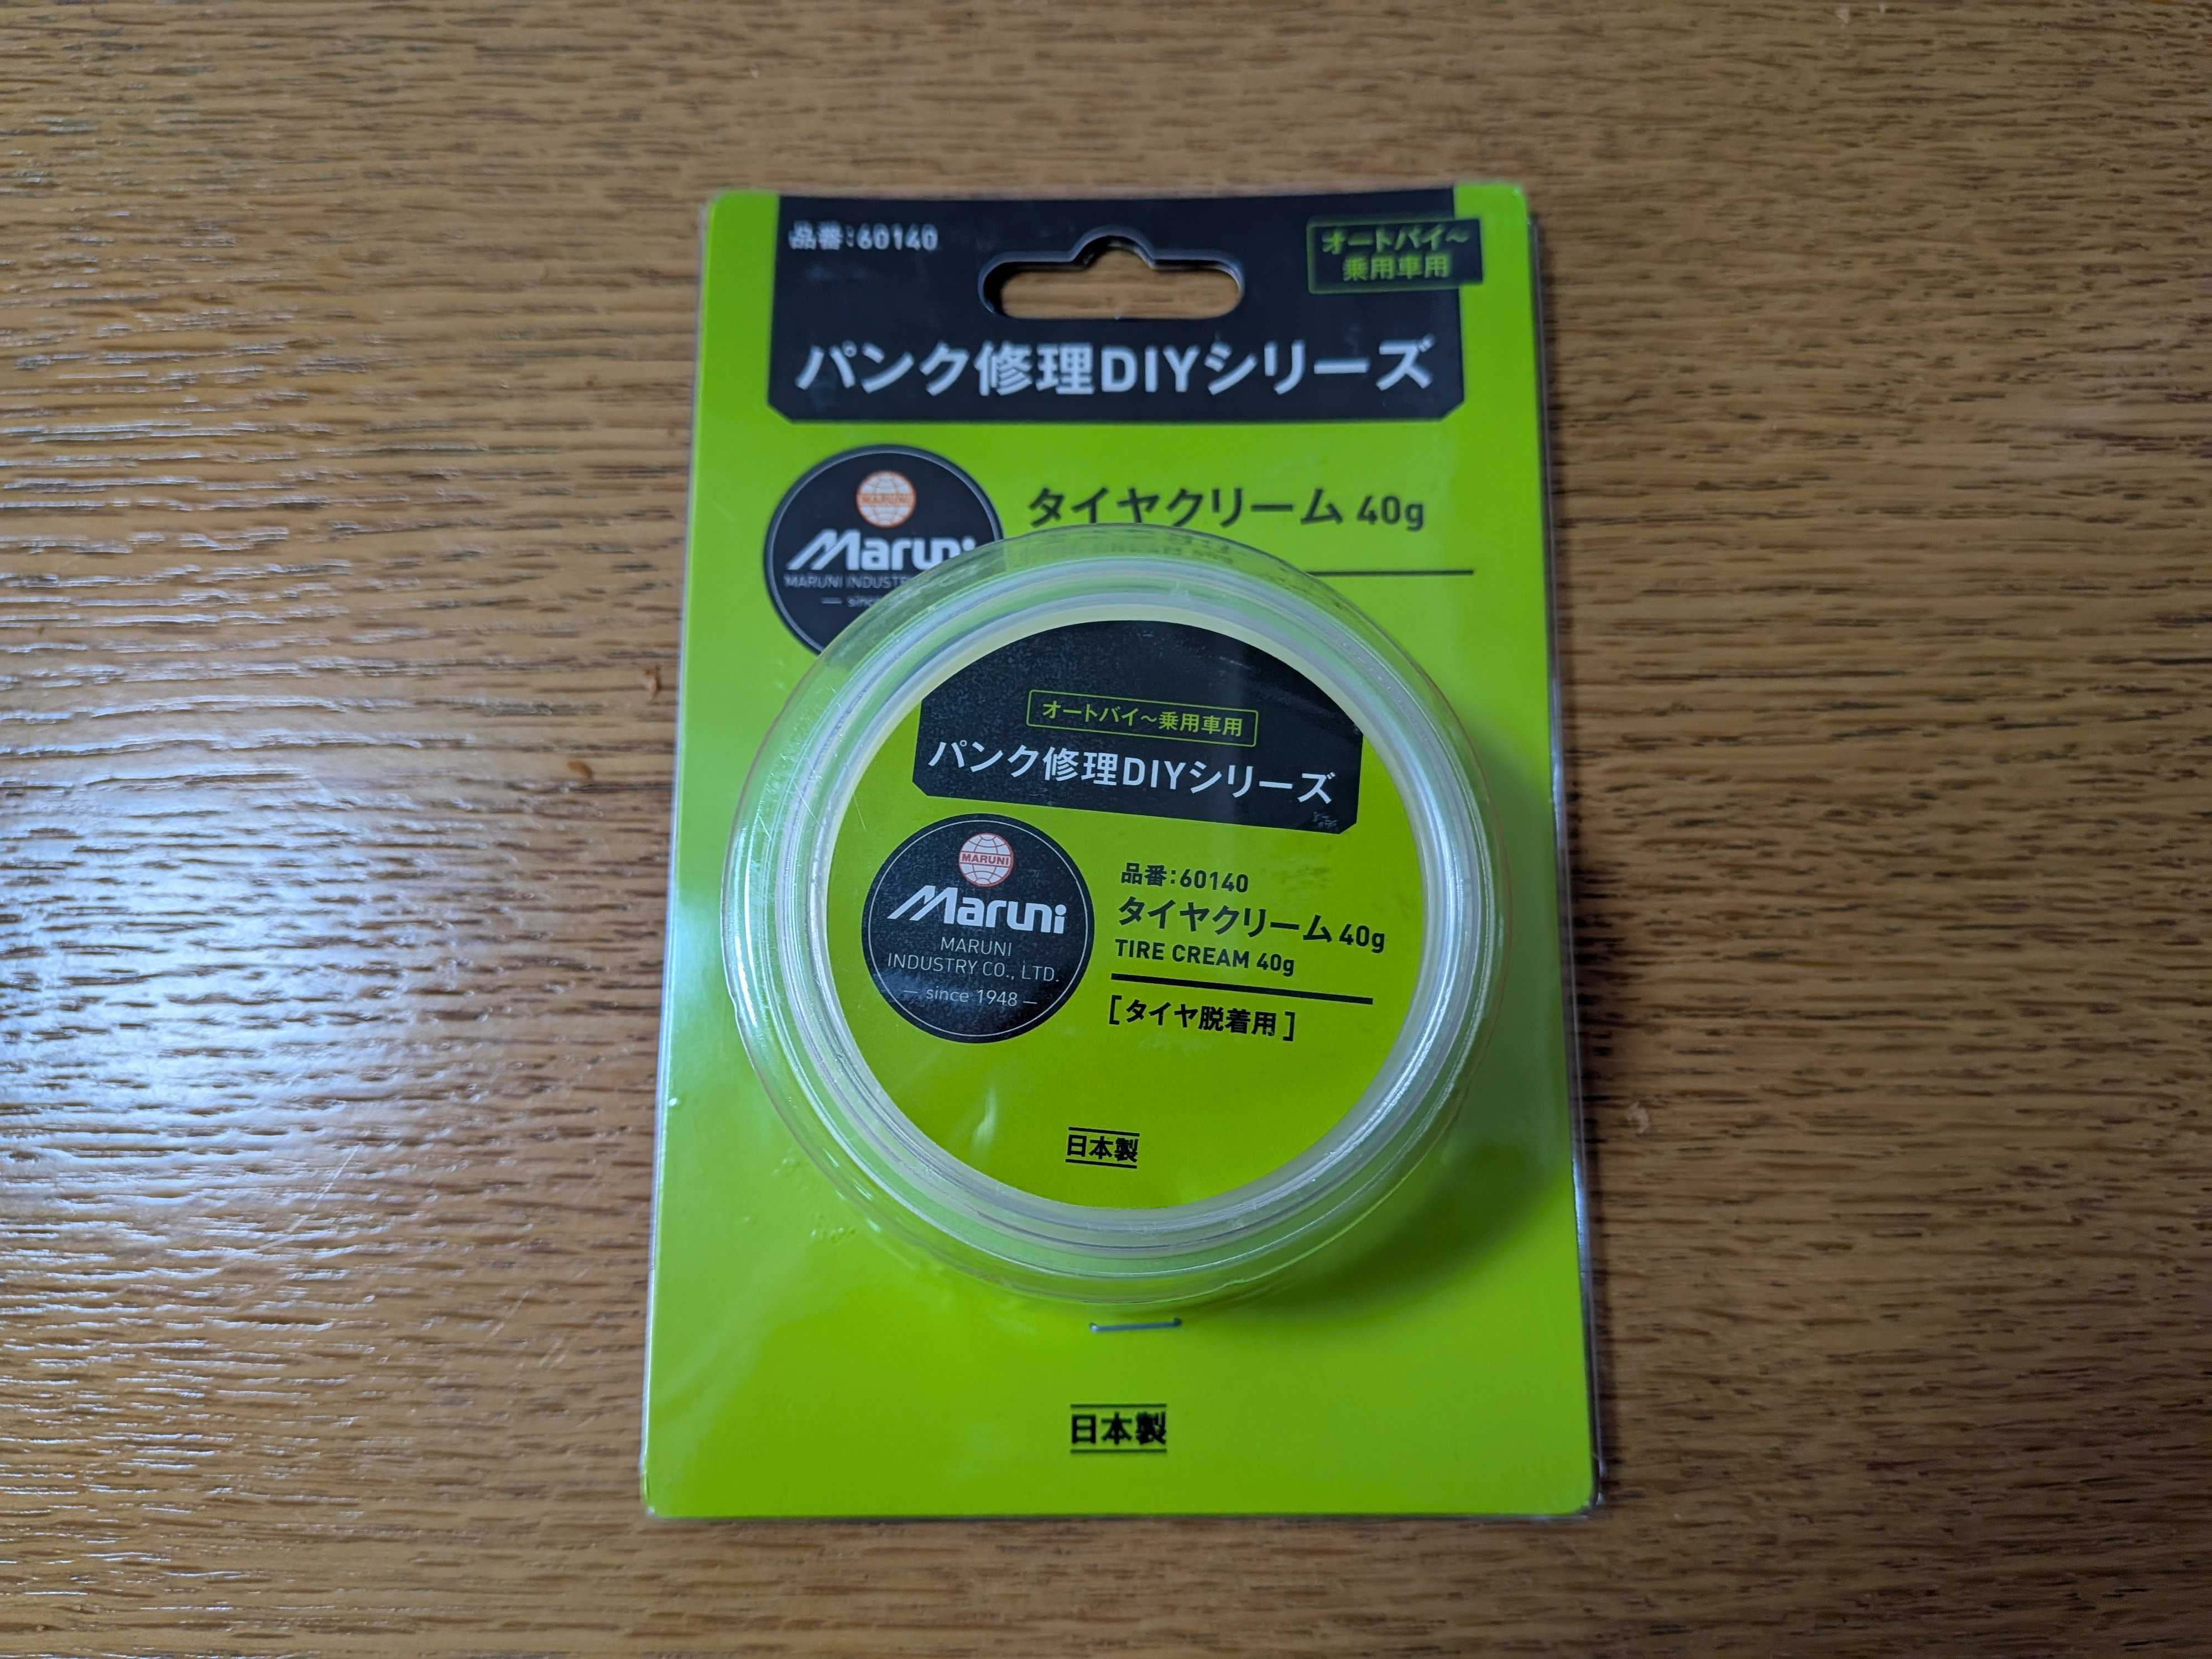 品番:60140
オートバイ～
乗用車用
パンク修理DIYシリーズ
MARUNI
Maruni
MARUNI INDUST
タイヤクリーム 40g
オートバイ～乗用車用
パンク修理DIYシリーズ
MARUNI
Maruni
MARUNI
INDUSTRY CO., LTD.
— since 1948 —
品番:60140
タイヤクリーム 40g
TIRE CREAM 40g
[タイヤ脱着用]
日本製
日本製